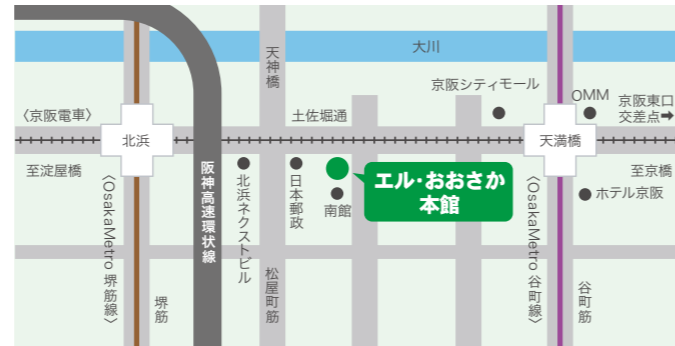 大川
天神橋
京阪シティモール
OMM
京阪東口
交差点➡
〈京阪電車〉
土佐堀通
北浜
天満橋
至淀屋橋
至京橋
エル・おおさか
本館
南館
日本郵政
北浜ネクストビル
阪神高速環状線
ホテル京阪
〈OsakaMetro 堺筋線〉
堺筋
松屋町筋
〈OsakaMetro 谷町線〉
谷町筋